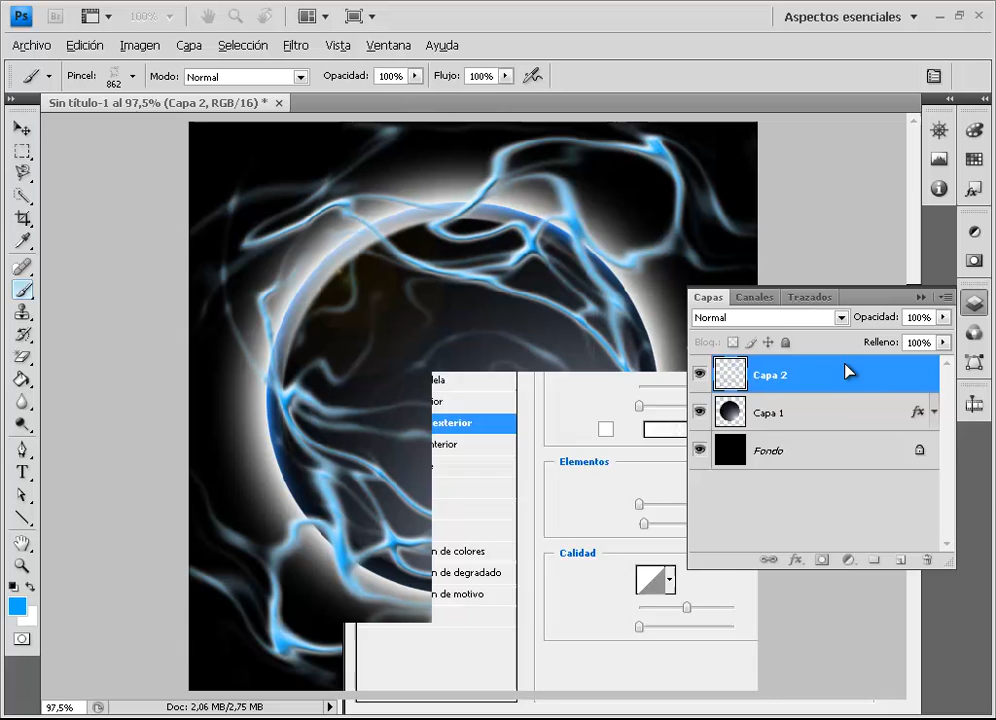 Ps
Br
100%
Aspectos esenciales
Archivo Edición Imagen Capa Selección Filtro Vista Ventana Ayuda
Pincel: 862 Modo: Normal Opacidad: 100% Flujo: 100%
Sin título-1 al 97,5% (Capa 2, RGB/16) * ×
Capas Canales Trazados
Normal Opacidad: 100%
Bloq.: Relleno: 100%
Capa 2
Capa 1 fx
Fondo
dela
ior
exterior
nterior
n de colores
n de degradado
n de motivo
Elementos
Calidad
T
fx
97,5% Doc: 2,06 MB/2,75 MB